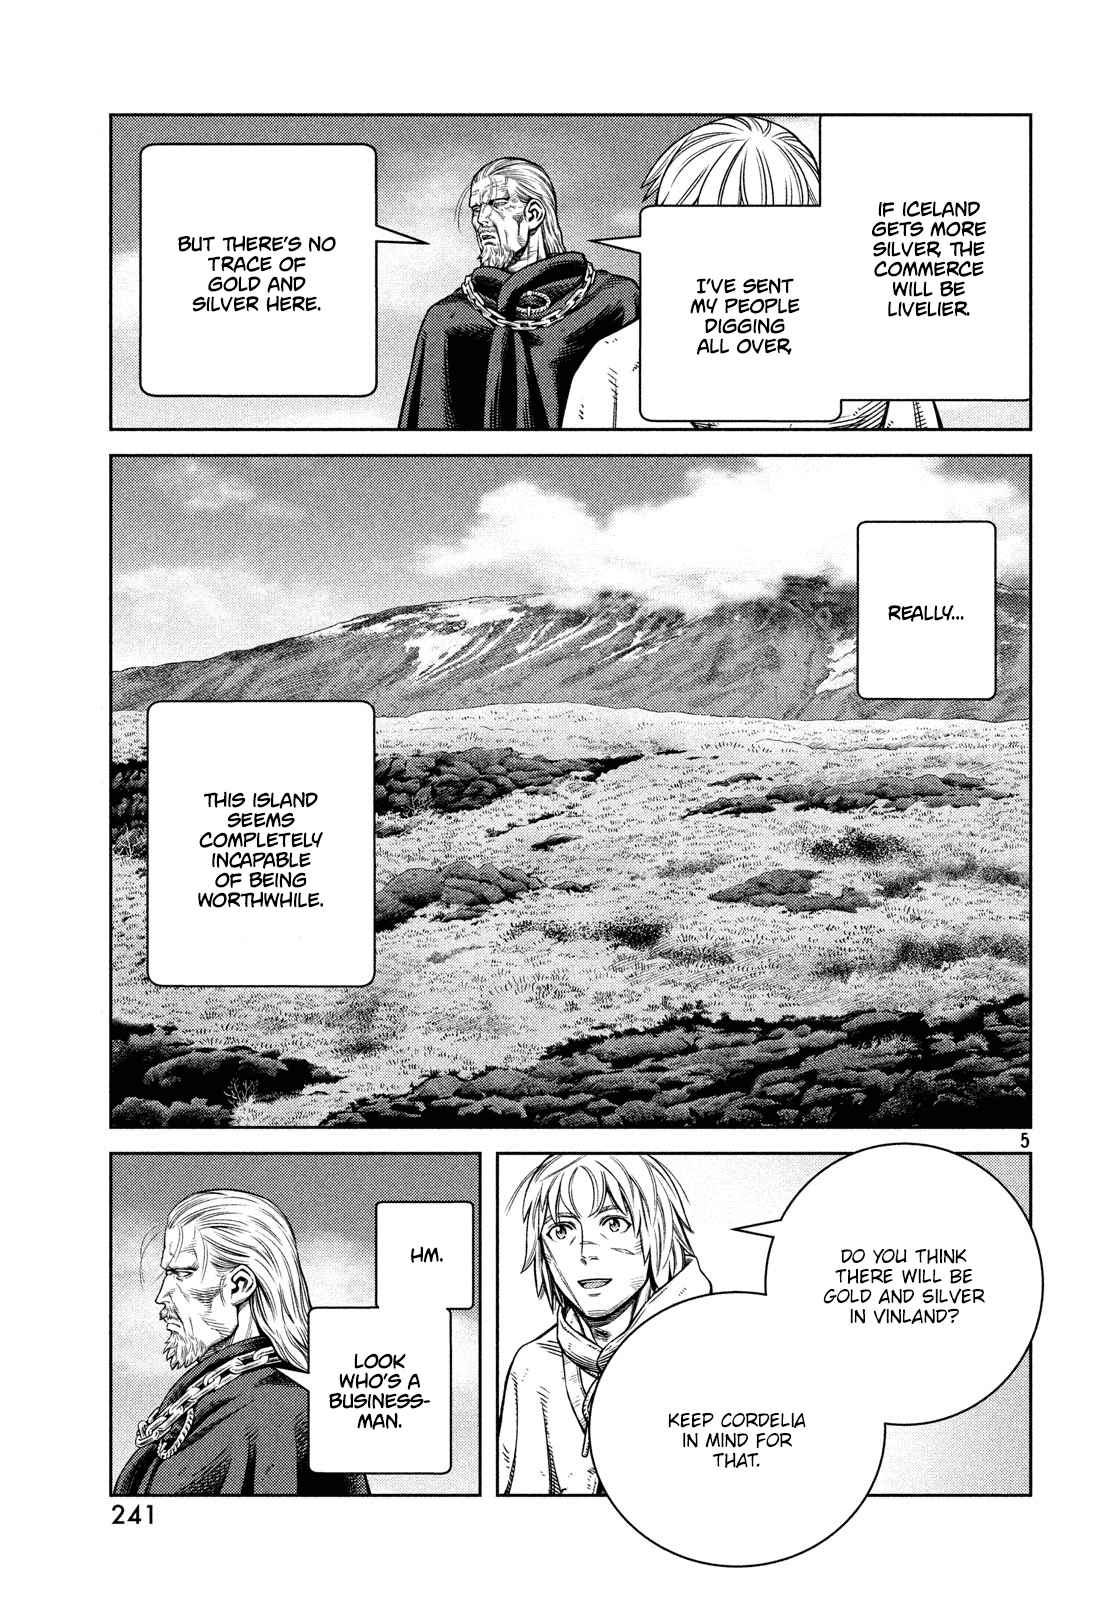 IF ICELAND
GETS MORE
SILVER, THE
COMMERCE
WILL BE
LIVELIER.
I'VE SENT
MY PEOPLE
DIGGING
ALL OVER,
BUT THERE'S NO
TRACE OF
GOLD AND
SILVER HERE.
REALLY...
THIS ISLAND
SEEMS
COMPLETELY
INCAPABLE
OF BEING
WORTHWHILE.
5
DO YOU THINK
THERE WILL BE
GOLD AND SILVER
IN VINLAND?
KEEP CORDELIA
IN MIND FOR
THAT.
HM.
LOOK
WHO'S A
BUSINESS-
MAN.
241